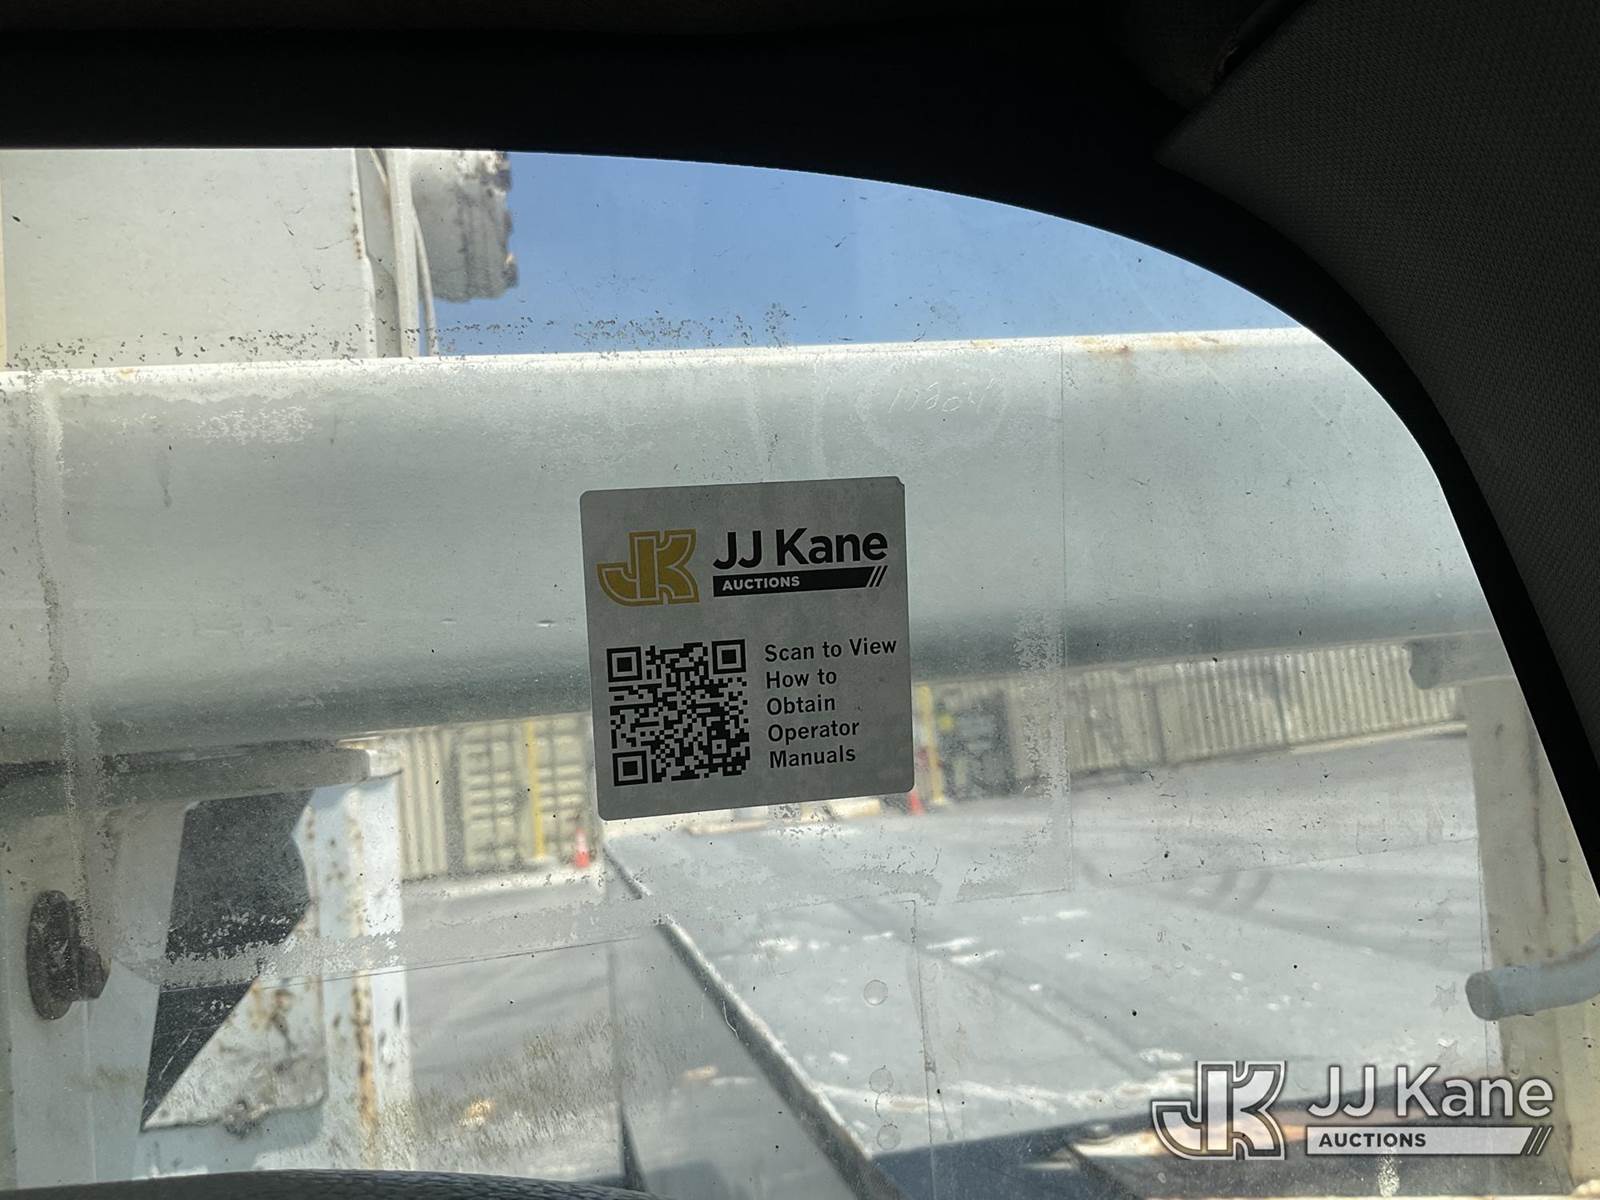 JK JJ Kane
AUCTIONS
Scan to View
How to
Obtain
Operator
Manuals
JK JJ Kane
AUCTIONS